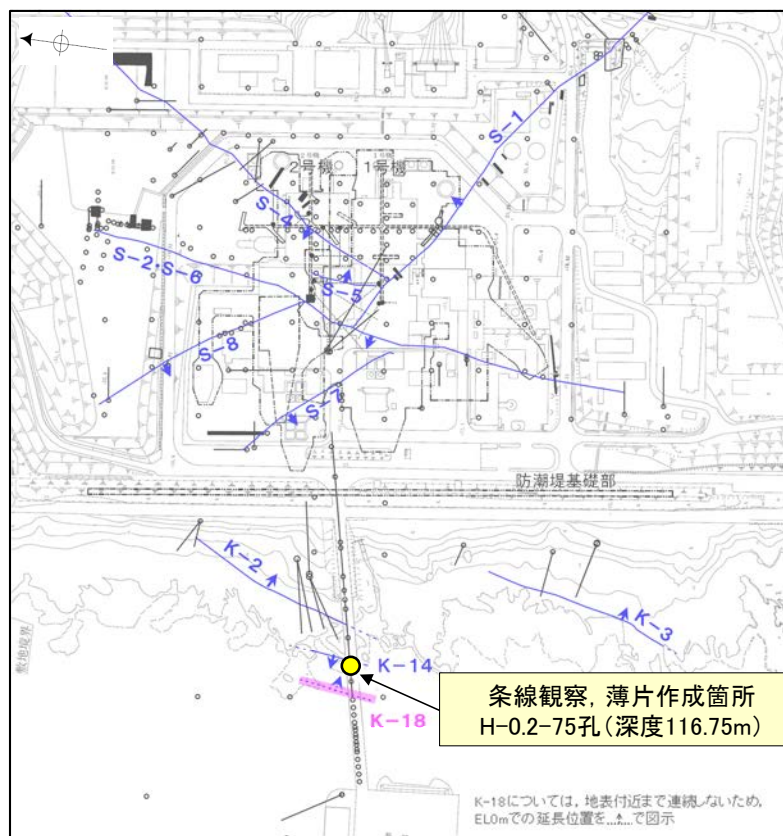 S-1
2号機
1号機
S-4
S-2・S-6
S-5
S-8
S-7
防潮堤基礎部
K-2
K-3
敷地境界
K-14
条線観察，薄片作成箇所
H-0.2-75孔（深度116.75m）
K-18
K-18については，地表付近まで連続しないため，
EL0mでの延長位置を...↑...で図示